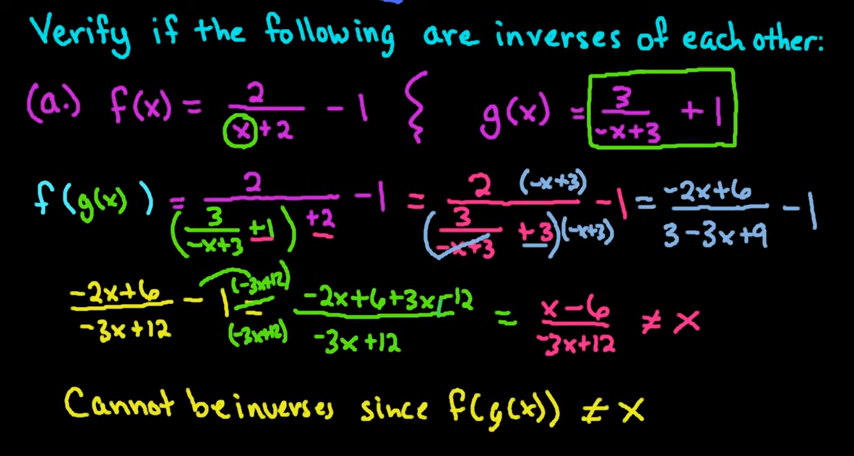 Verify if the following are inverses of each other:
(a.) f(x) = 2/(x+2) - 1 { g(x) = 3/(-x+3) + 1
f(g(x)) = 2/((3/(-x+3) + 1) + 2) - 1 = 2(-x+3)/((3/(-x+3) + 3)(-x+3)) - 1 = (-2x+6)/(3-3x+9) - 1
(-2x+6)/(-3x+12) - 1 (-3x+12)/(-3x+12) = (-2x+6+3x-12)/(-3x+12) = (x-6)/(-3x+12) ≠ x
Cannot be inverses since f(g(x)) ≠ x